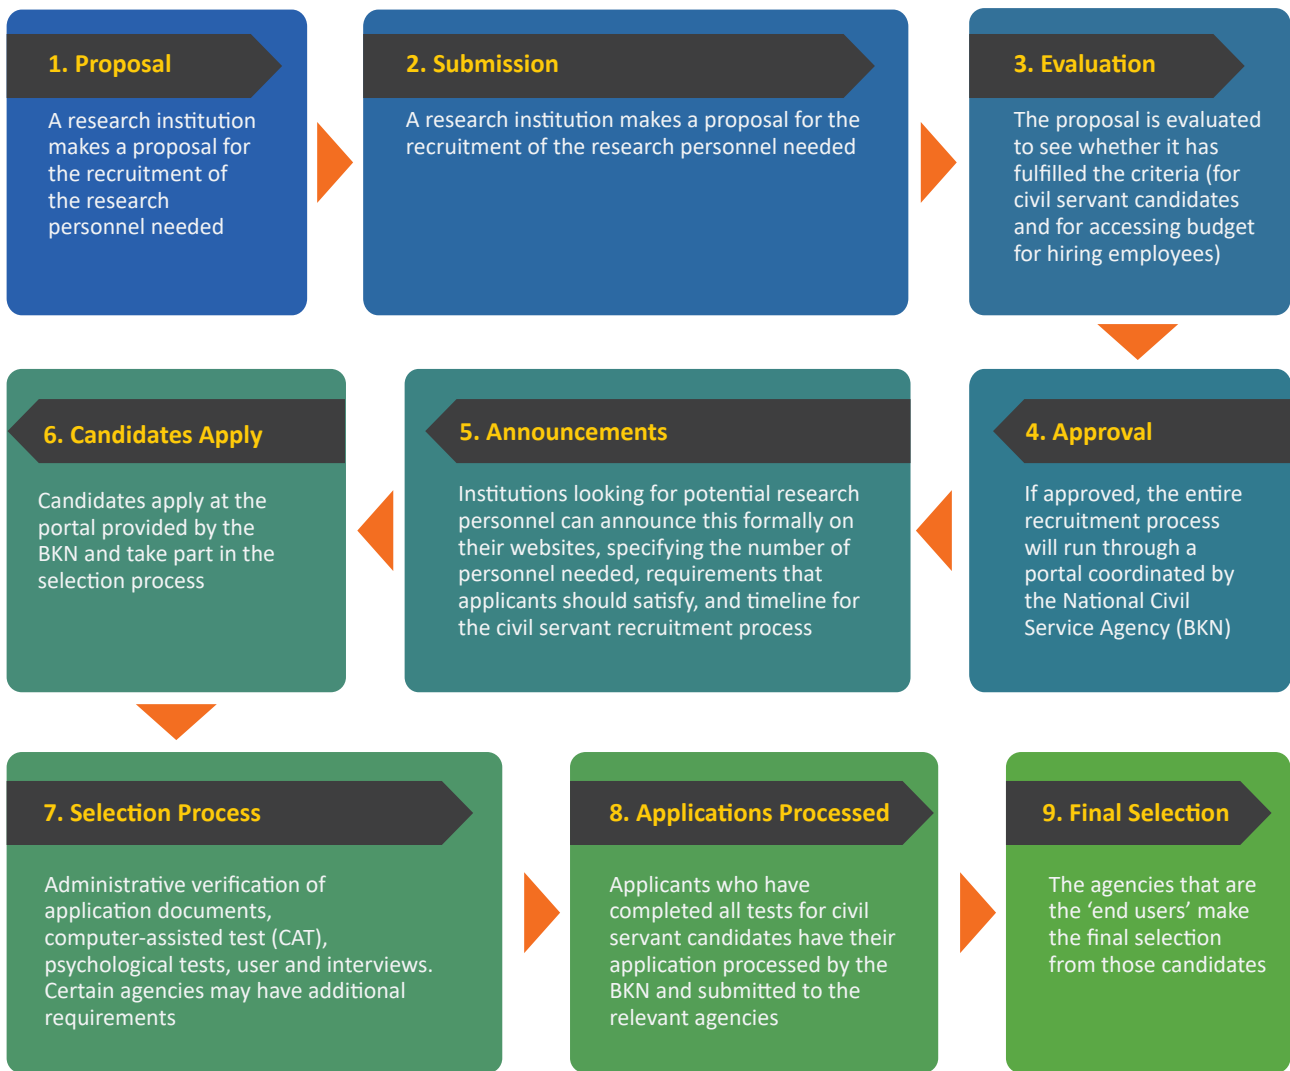 1. Proposal
A research institution
makes a proposal for
the recruitment of
the research
personnel needed
2. Submission
A research institution makes a proposal for the
recruitment of the research personnel needed
3. Evaluation
The proposal is evaluated
to see whether it has
fulfilled the criteria (for
civil servant candidates
and for accessing budget
for hiring employees)
4. Approval
If approved, the entire
recruitment process
will run through a
portal coordinated by
the National Civil
Service Agency (BKN)
5. Announcements
Institutions looking for potential research
personnel can announce this formally on
their websites, specifying the number of
personnel needed, requirements that
applicants should satisfy, and timeline for
the civil servant recruitment process
6. Candidates Apply
Candidates apply at the
portal provided by the
BKN and take part in the
selection process
7. Selection Process
Administrative verification of
application documents,
computer-assisted test (CAT),
psychological tests, user and interviews.
Certain agencies may have additional
requirements
8. Applications Processed
Applicants who have
completed all tests for civil
servant candidates have their
application processed by the
BKN and submitted to the
relevant agencies
9. Final Selection
The agencies that are
the ‘end users’ make
the final selection
from those candidates